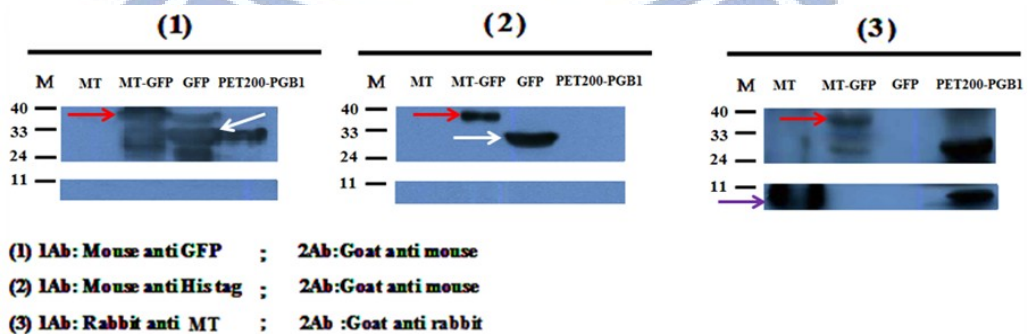 (1)
M MT MT-GFP GFP PET200-PGB1
40
33
24
11
(2)
M MT MT-GFP GFP PET200-PGB1
40
33
24
11
(3)
M MT MT-GFP GFP PET200-PGB1
40
33
24
11
(1) 1Ab: Mouse anti GFP ; 2Ab:Goat anti mouse
(2) 1Ab: Mouse anti His tag ; 2Ab:Goat anti mouse
(3) 1Ab: Rabbit anti MT ; 2Ab :Goat anti rabbit